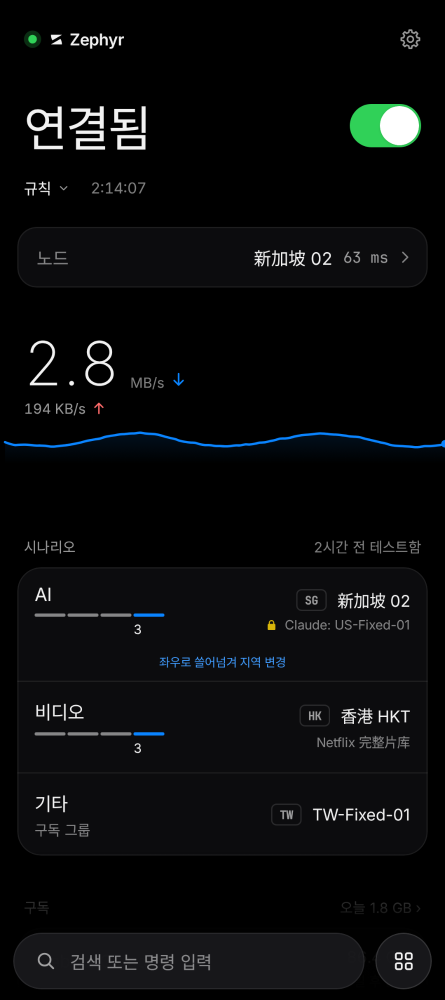 Zephyr
연결됨
규칙 2:14:07
노드 新加坡 02 63 ms
2.8 MB/s ↓
194 KB/s ↑
시나리오 2시간 전 테스트함
AI SG 新加坡 02
3 Claude: US-Fixed-01
좌우로 쓸어넘겨 지역 변경
비디오 HK 香港 HKT
3 Netflix 完整片库
기타 TW TW-Fixed-01
구독 그룹
구독 오늘 1.8 GB ›
검색 또는 명령 입력